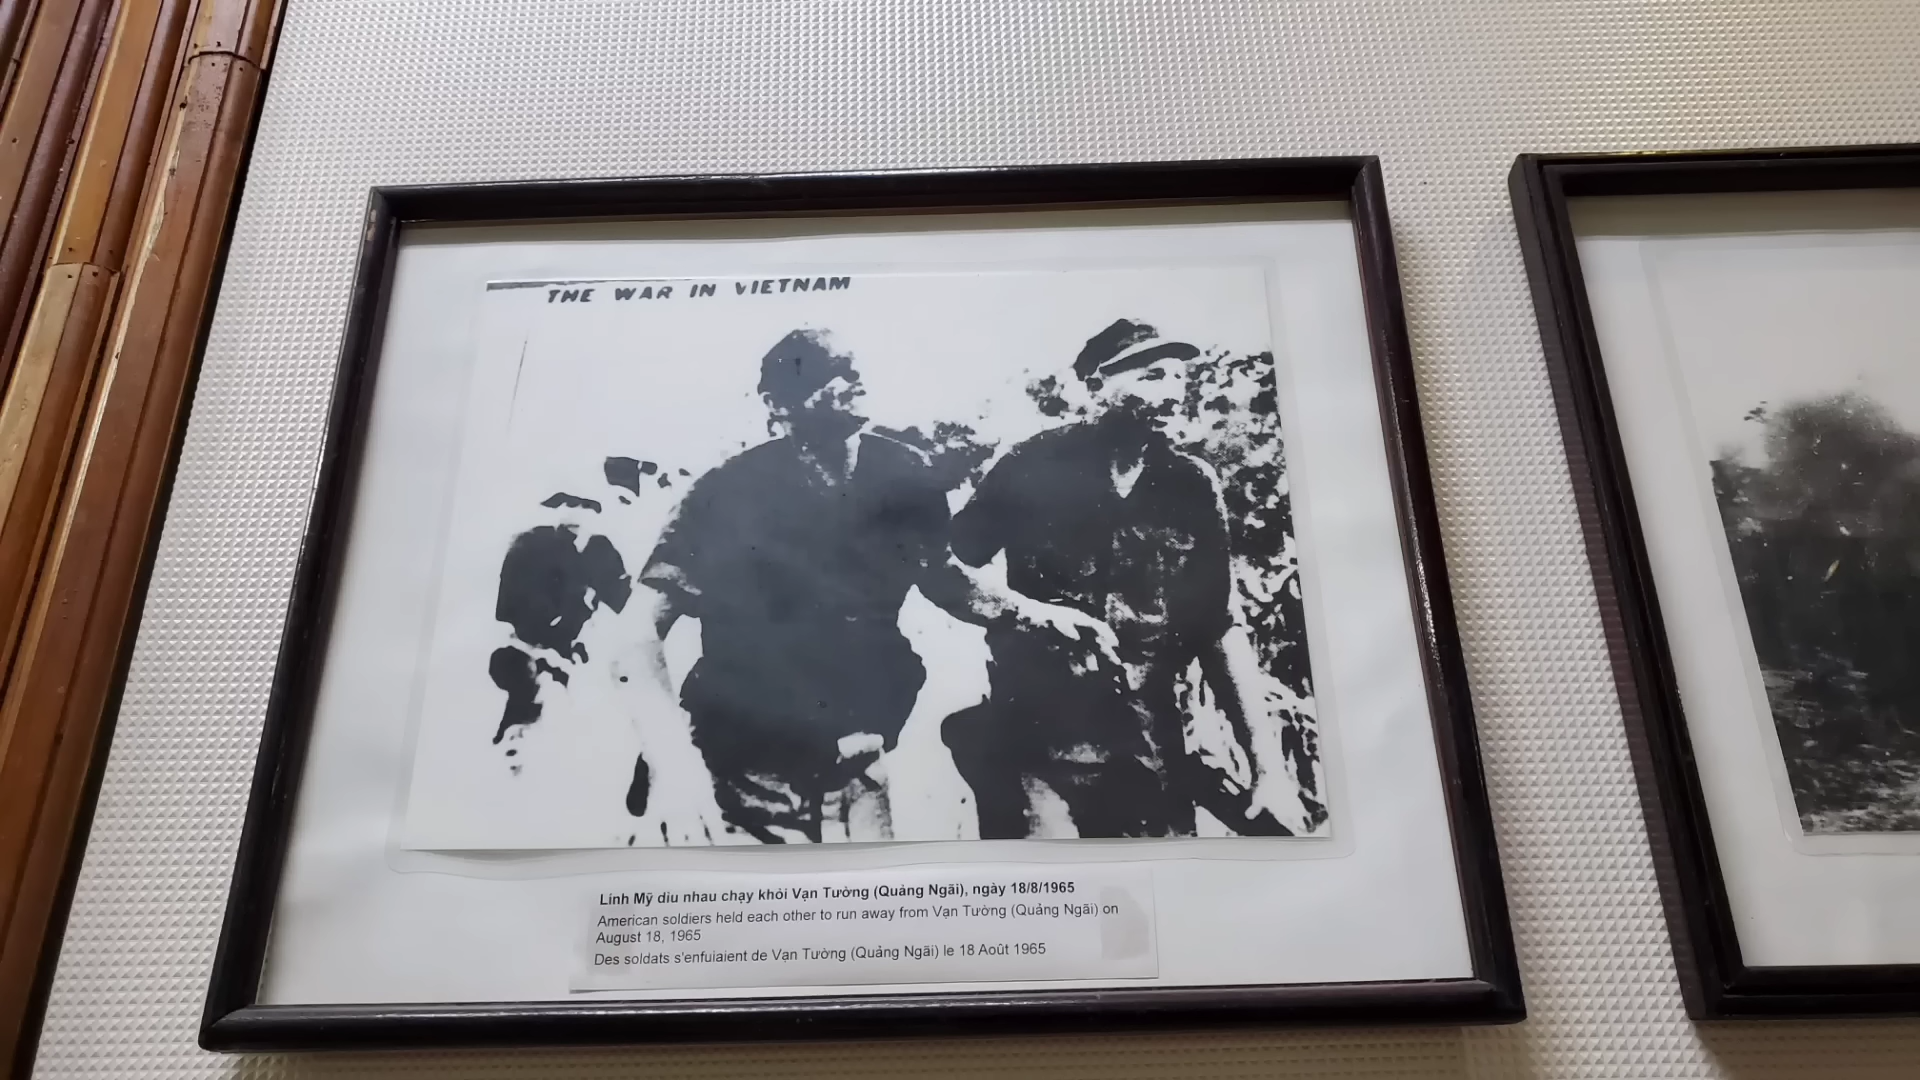 THE WAR IN VIETNAM
Lính Mỹ dìu nhau chạy khỏi Vạn Tường (Quảng Ngãi), ngày 18/8/1965
American soldiers held each other to run away from Vạn Tường (Quảng Ngãi) on
August 18, 1965
Des soldats s'enfuiaient de Vạn Tường (Quảng Ngãi) le 18 Août 1965